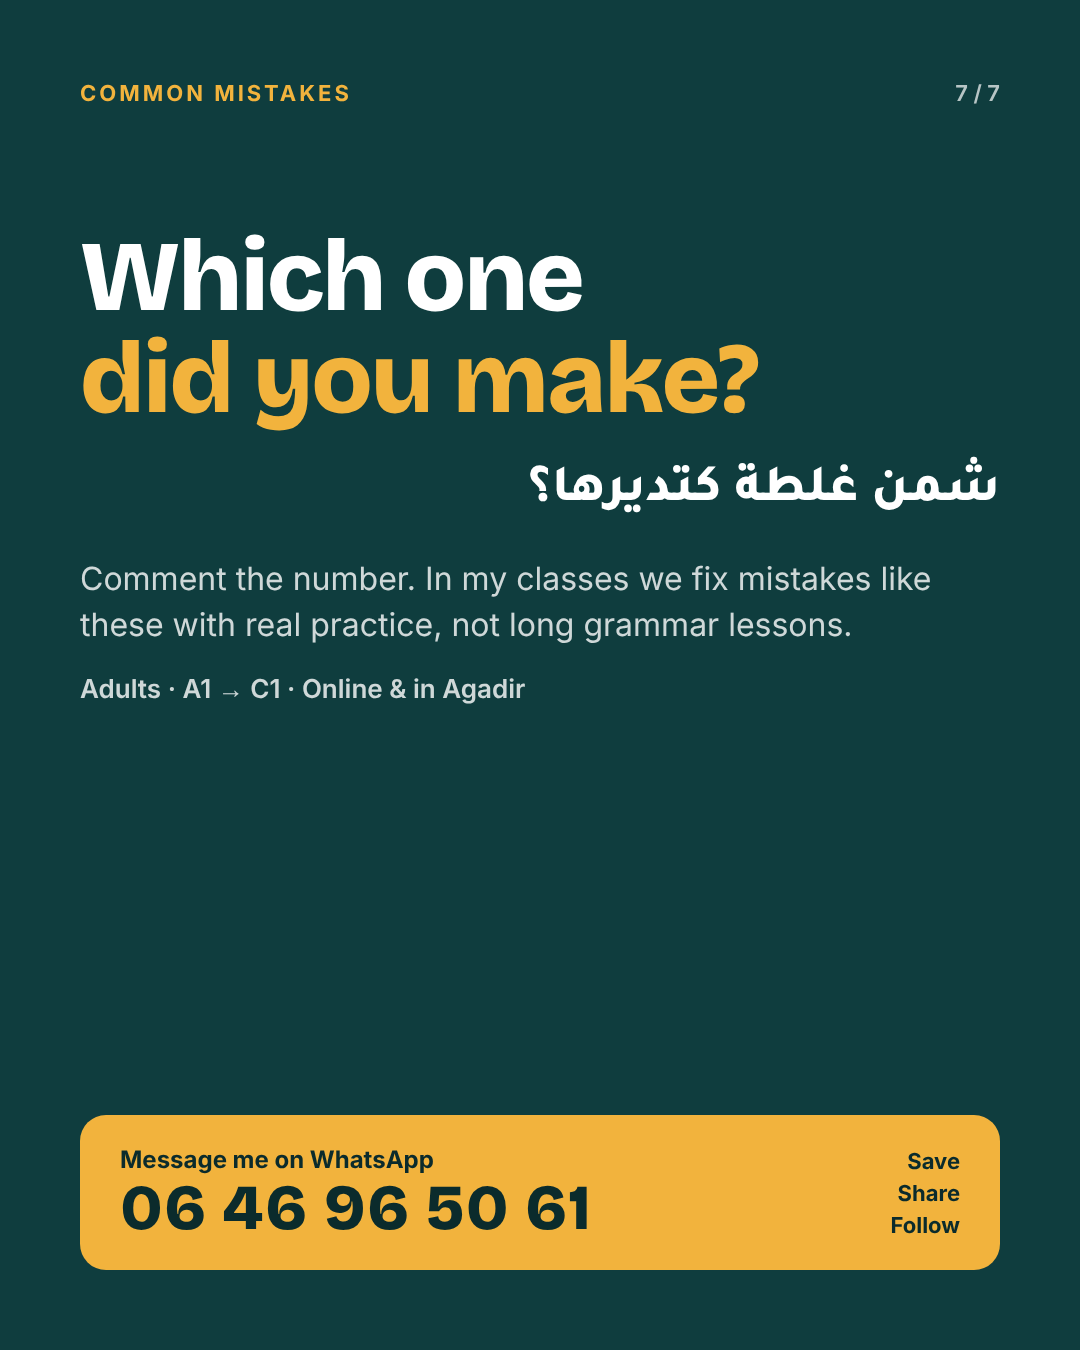 COMMON MISTAKES
7 / 7
Which one
did you make?
شمن غلطة كتديرها؟
Comment the number. In my classes we fix mistakes like
these with real practice, not long grammar lessons.
Adults · A1 → C1 · Online & in Agadir
Message me on WhatsApp
06 46 96 50 61
Save
Share
Follow